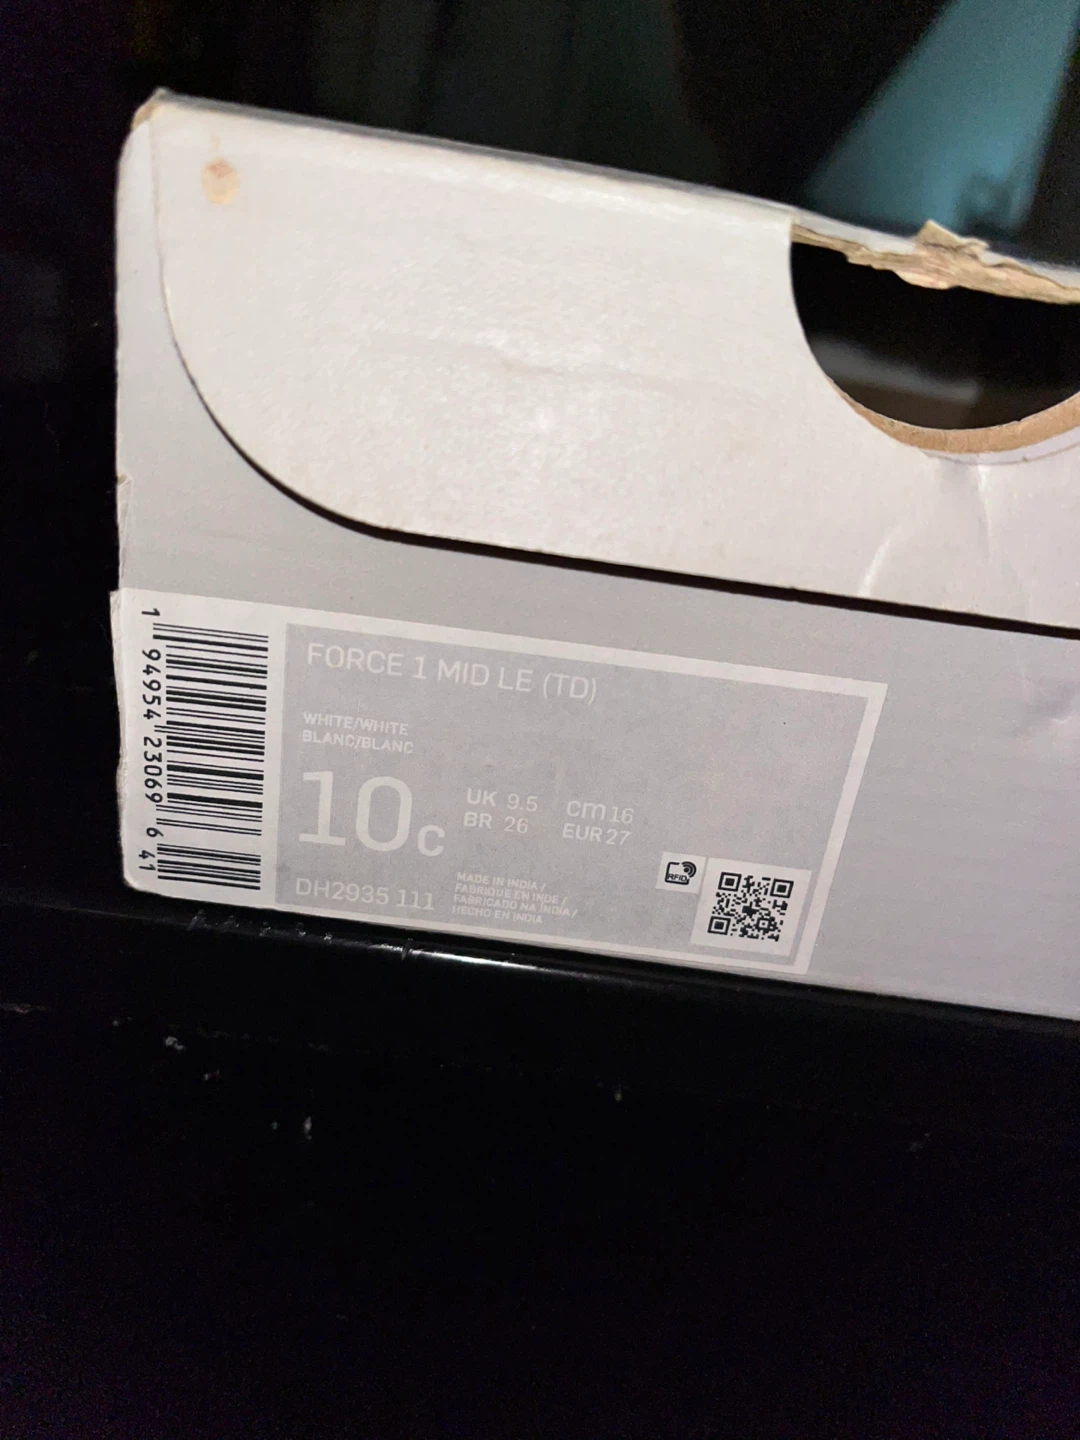 FORCE 1 MID LE (TD)
WHITE/WHITE
BLANC/BLANC
10C
UK 9.5 cm 16
BR 26 EUR 27
DH2935 111
MADE IN INDIA /
FABRIQUE EN INDE /
FABRICADO NA INDIA /
HECHO EN INDIA
RFID
1 94954 23069 6 41